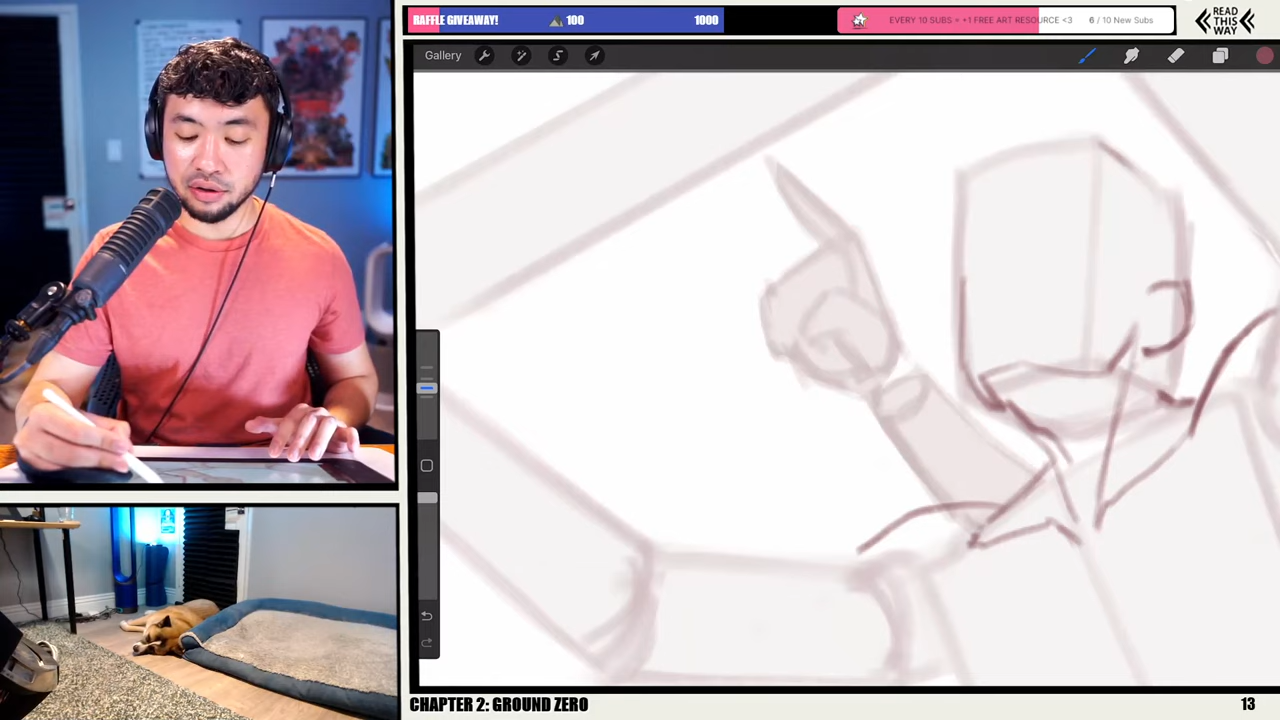 RAFFLE GIVEAWAY! 100 1000
EVERY 10 SUBS = +1 FREE ART RESOURCE <3 6 / 10 New Subs
READ
THIS
WAY
Gallery
CHAPTER 2: GROUND ZERO 13